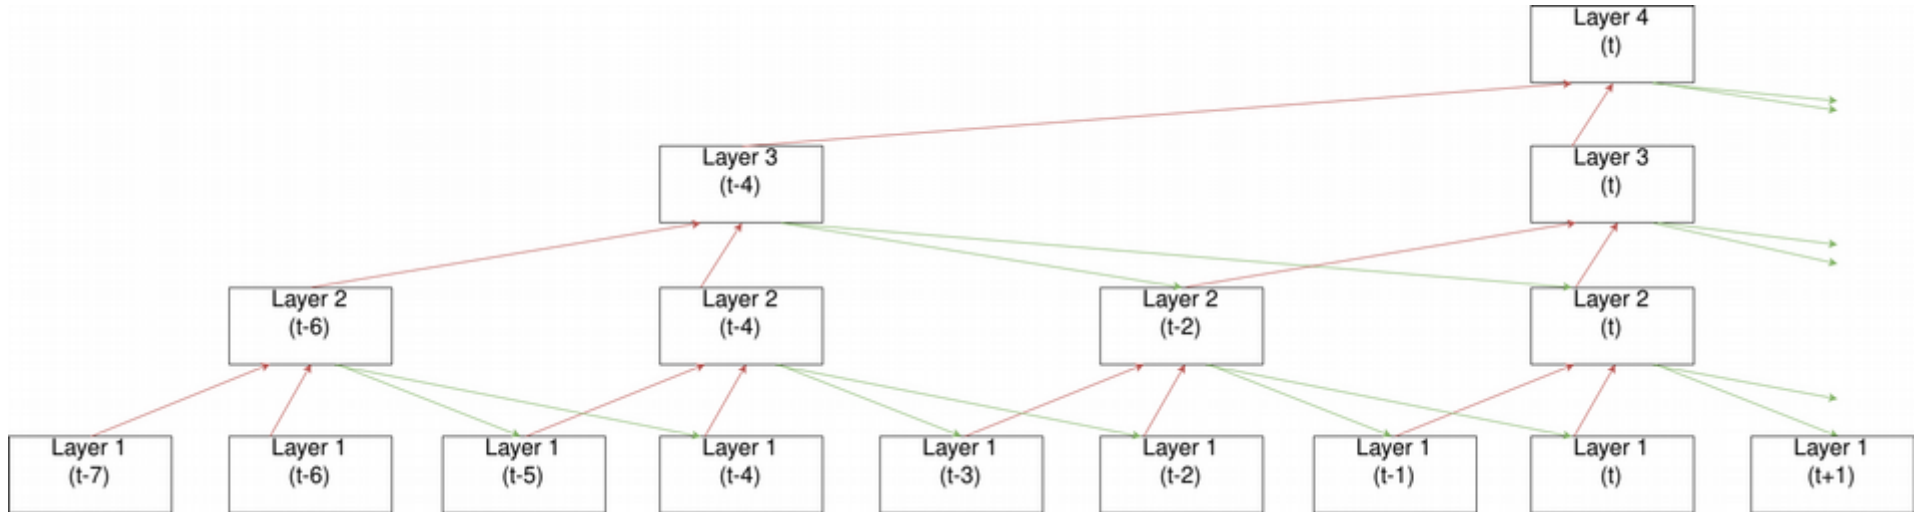 Layer 4
(t)
Layer 3
(t-4)
Layer 3
(t)
Layer 2
(t-6)
Layer 2
(t-4)
Layer 2
(t-2)
Layer 2
(t)
Layer 1
(t-7)
Layer 1
(t-6)
Layer 1
(t-5)
Layer 1
(t-4)
Layer 1
(t-3)
Layer 1
(t-2)
Layer 1
(t-1)
Layer 1
(t)
Layer 1
(t+1)